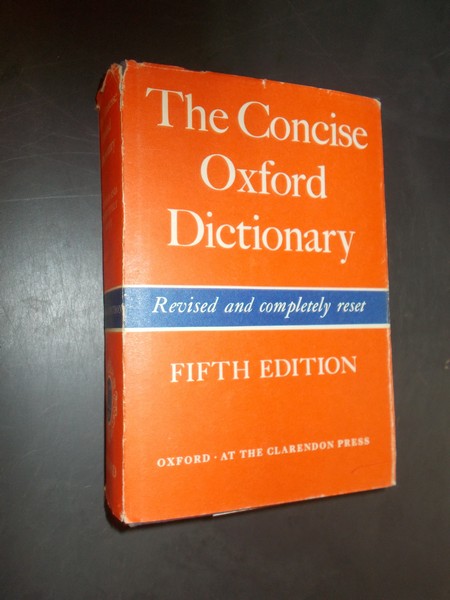 The Concise
Oxford
Dictionary
Revised and completely reset
FIFTH EDITION
OXFORD · AT THE CLARENDON PRESS